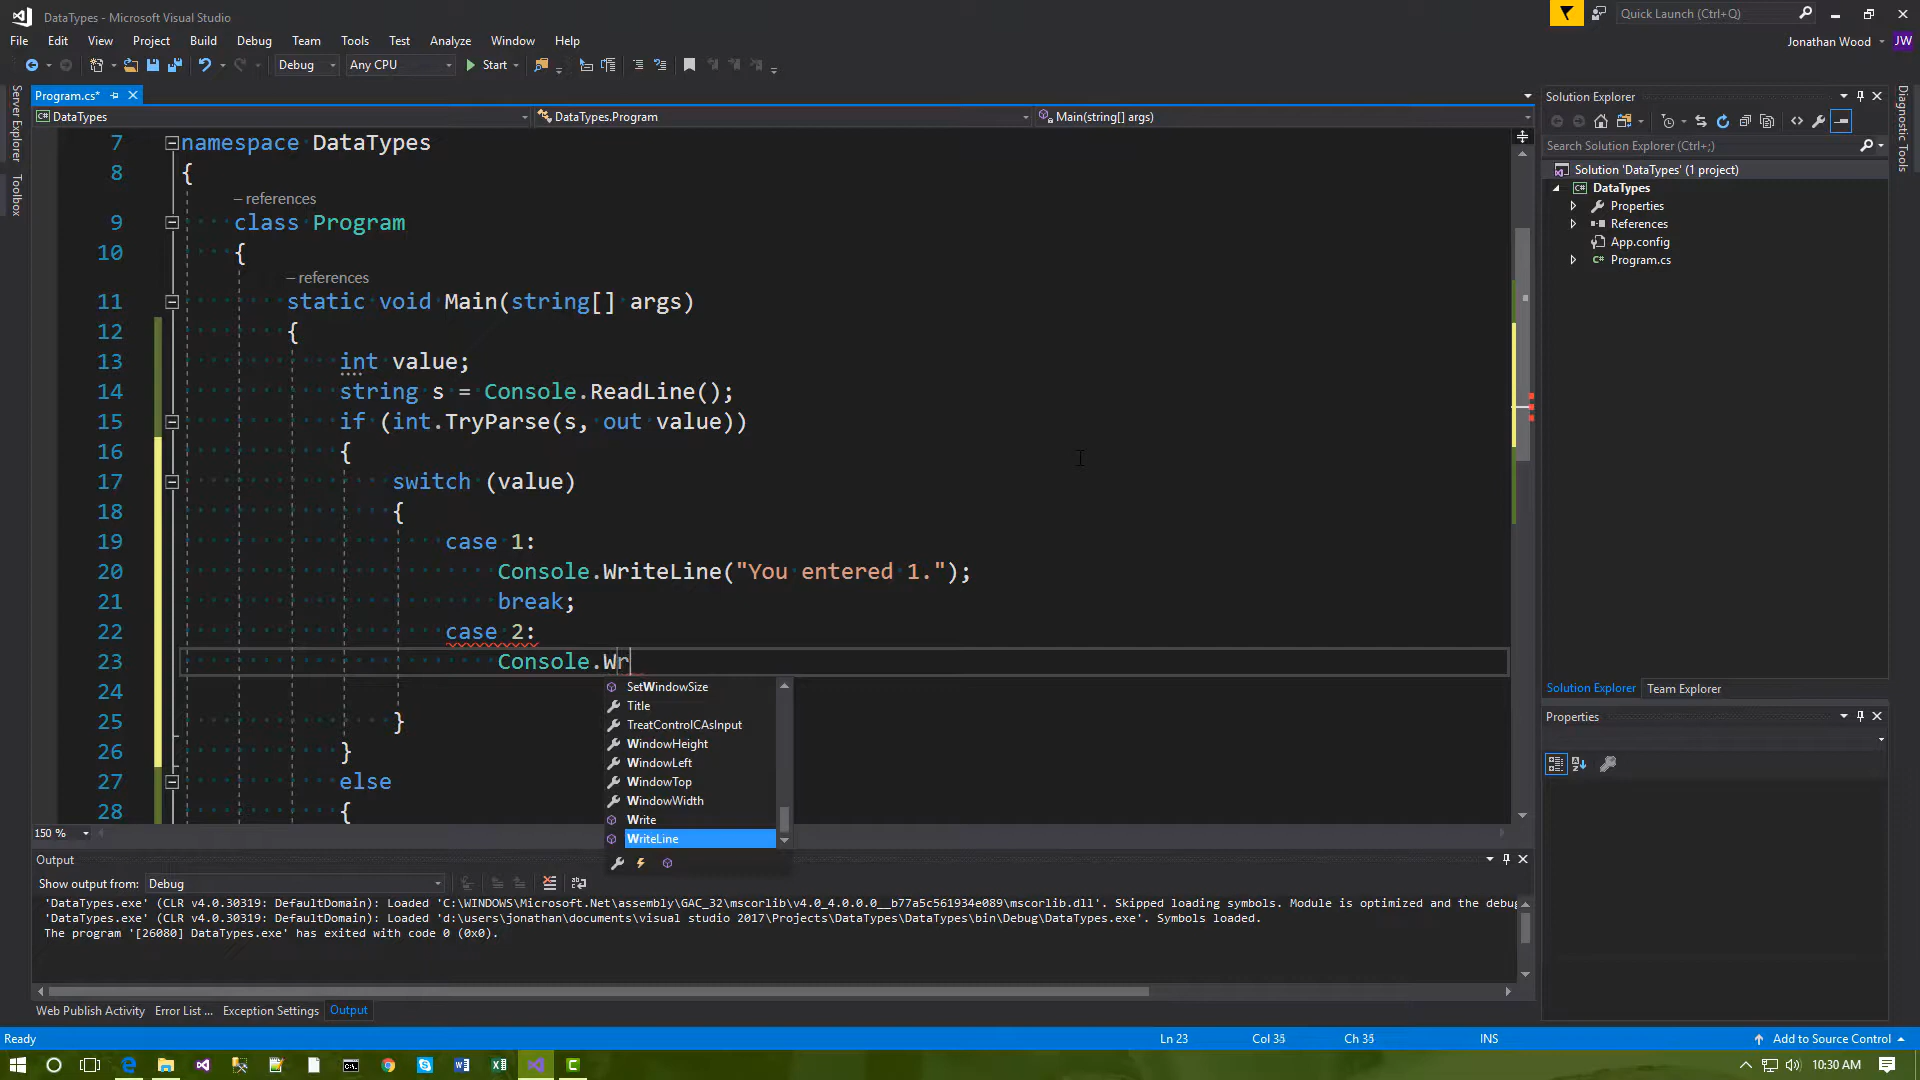 DataTypes - Microsoft Visual Studio
Quick Launch (Ctrl+Q)
File Edit View Project Build Debug Team Tools Test Analyze Window Help
Jonathan Wood JW
Debug Any CPU Start
Server Explorer
Toolbox
Program.cs*
DataTypes DataTypes.Program Main(string[] args)
7 namespace DataTypes
8 {
– references
9 class Program
10 {
– references
11 static void Main(string[] args)
12 {
13 int value;
14 string s = Console.ReadLine();
15 if (int.TryParse(s, out value))
16 {
17 switch (value)
18 {
19 case 1:
20 Console.WriteLine("You entered 1.");
21 break;
22 case 2:
23 Console.Wr
24
25 }
26 }
27 else
28 {
SetWindowSize
Title
TreatControlCAsInput
WindowHeight
WindowLeft
WindowTop
WindowWidth
Write
WriteLine
150 %
Solution Explorer
Search Solution Explorer (Ctrl+;)
Solution 'DataTypes' (1 project)
DataTypes
Properties
References
App.config
Program.cs
Solution Explorer Team Explorer
Properties
Diagnostic Tools
Output
Show output from: Debug
'DataTypes.exe' (CLR v4.0.30319: DefaultDomain): Loaded 'C:\WINDOWS\Microsoft.Net\assembly\GAC_32\mscorlib\v4.0_4.0.0.0__b77a5c561934e089\mscorlib.dll'. Skipped loading symbols. Module is optimized and the debug
'DataTypes.exe' (CLR v4.0.30319: DefaultDomain): Loaded 'd:\users\jonathan\documents\visual studio 2017\Projects\DataTypes\DataTypes\bin\Debug\DataTypes.exe'. Symbols loaded.
The program '[26080] DataTypes.exe' has exited with code 0 (0x0).
Web Publish Activity Error List ... Exception Settings Output
Ready Ln 23 Col 36 Ch 36 INS Add to Source Control
10:30 AM